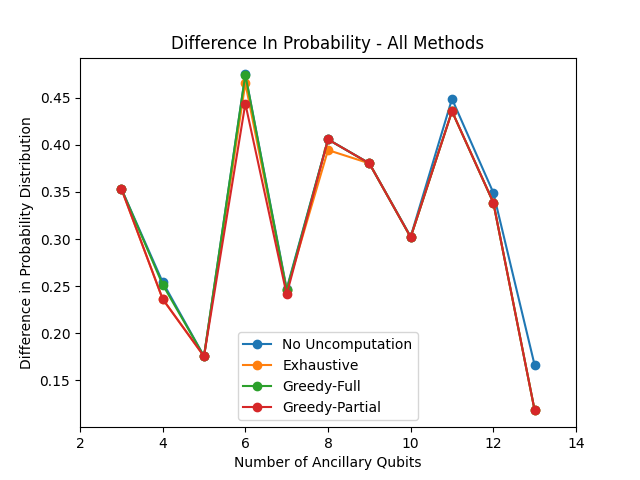 Difference In Probability - All Methods
Difference in Probability Distribution
0.45
0.40
0.35
0.30
0.25
0.20
0.15
No Uncomputation
Exhaustive
Greedy-Full
Greedy-Partial
2 4 6 8 10 12 14
Number of Ancillary Qubits